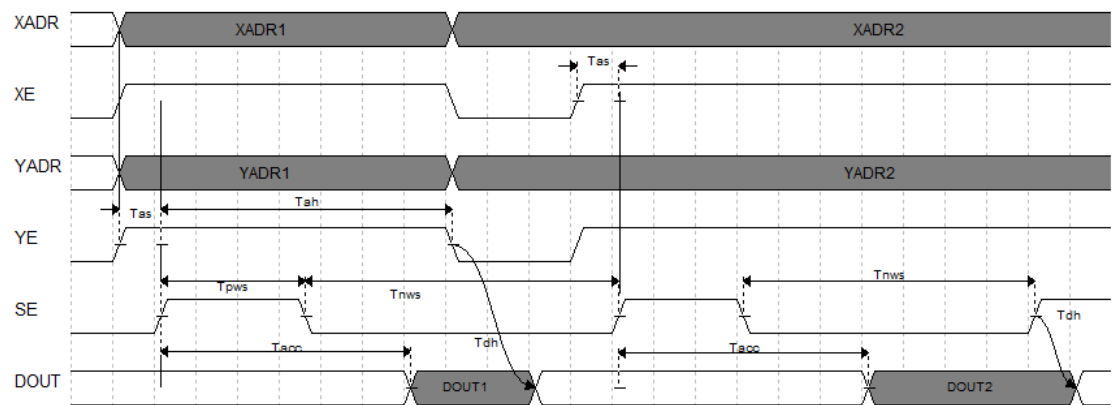 XADR XADR1 XADR2
Tas
XE
YADR YADR1 YADR2
Tas Tah
YE
Tpws Tnws Tnws
SE
Tdh
Tacc Tdh Tacc
DOUT DOUT1 DOUT2